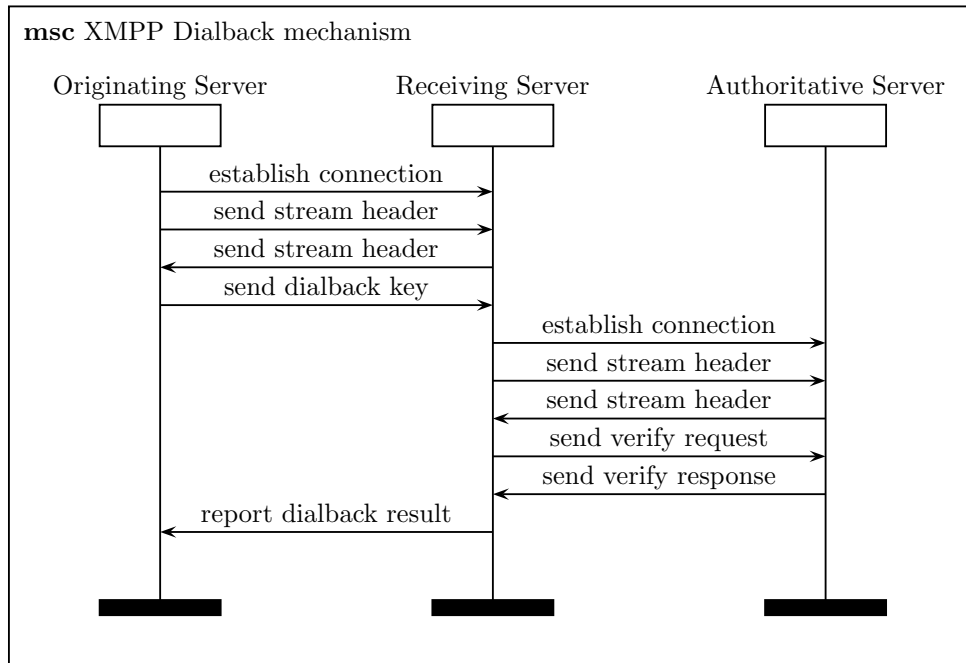 msc XMPP Dialback mechanism
Originating Server
Receiving Server
Authoritative Server
establish connection
send stream header
send stream header
send dialback key
establish connection
send stream header
send stream header
send verify request
send verify response
report dialback result